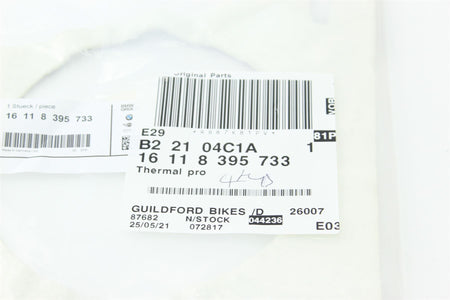 Original Parts
1 Stueck / piece
16 11 8 395 733
E29
81P
B2 21 04C1A 1
16 11 8 395 733
Thermal pro
GUILDFORD BIKES /D 26007
87682 N/STOCK 044236
25/05/21 072817 E03